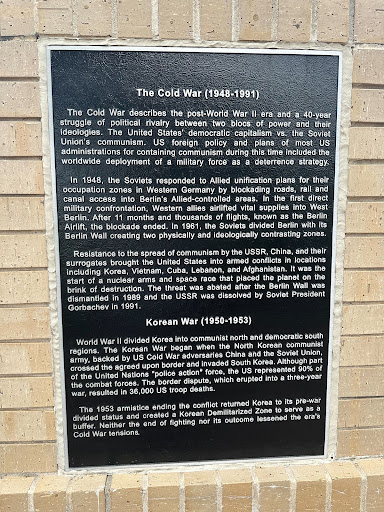 The Cold War (1948-1991)
The Cold War describes the post-World War II era and a 40-year
struggle of political rivalry between two blocs of power and their
ideologies. The United States' democratic capitalism vs. the Soviet
Union's communism. US foreign policy and plans of most US
administrations for containing communism during this time included the
worldwide deployment of a military force as a deterrence strategy.
In 1948, the Soviets responded to Allied unification plans for their
occupation zones in Western Germany by blockading roads, rail and
canal access into Berlin's Allied-controlled areas. In the first direct
military confrontation, Western allies airlifted vital supplies into West
Berlin. After 11 months and thousands of flights, known as the Berlin
Airlift, the blockade ended. In 1961, the Soviets divided Berlin with its
Berlin Wall creating two physically and ideologically contrasting zones.
Resistance to the spread of communism by the USSR, China, and their
surrogates brought the United States into armed conflicts in locations
including Korea, Vietnam, Cuba, Lebanon, and Afghanistan. It was the
start of a nuclear arms and space race that placed the planet on the
brink of destruction. The threat was abated after the Berlin Wall was
dismantled in 1989 and the USSR was dissolved by Soviet President
Gorbachev in 1991.
Korean War (1950-1953)
World War II divided Korea into communist north and democratic south
regions. The Korean War began when the North Korean communist
army, backed by US Cold War adversaries China and the Soviet Union,
crossed the agreed upon border and invaded South Korea. Although part
of the United Nations "police action" force, the US represented 90% of
the combat forces. The border dispute, which erupted into a three-year
war, resulted in 36,000 US troop deaths.
The 1953 armistice ending the conflict returned Korea to its pre-war
divided status and created a Korean Demilitarized Zone to serve as a
buffer. Neither the end of fighting nor its outcome lessened the era's
Cold War tensions.